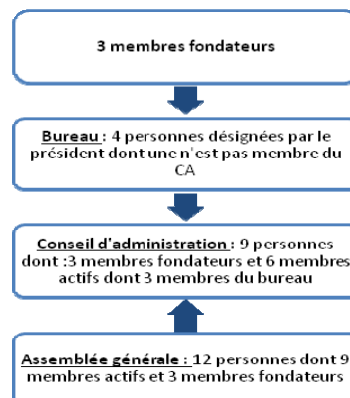 3 membres fondateurs
Bureau : 4 personnes désignées par le
président dont une n'est pas membre du
CA
Conseil d'administration : 9 personnes
dont :3 membres fondateurs et 6 membres
actifs dont 3 membres du bureau
Assemblée générale : 12 personnes dont 9
membres actifs et 3 membres fondateurs